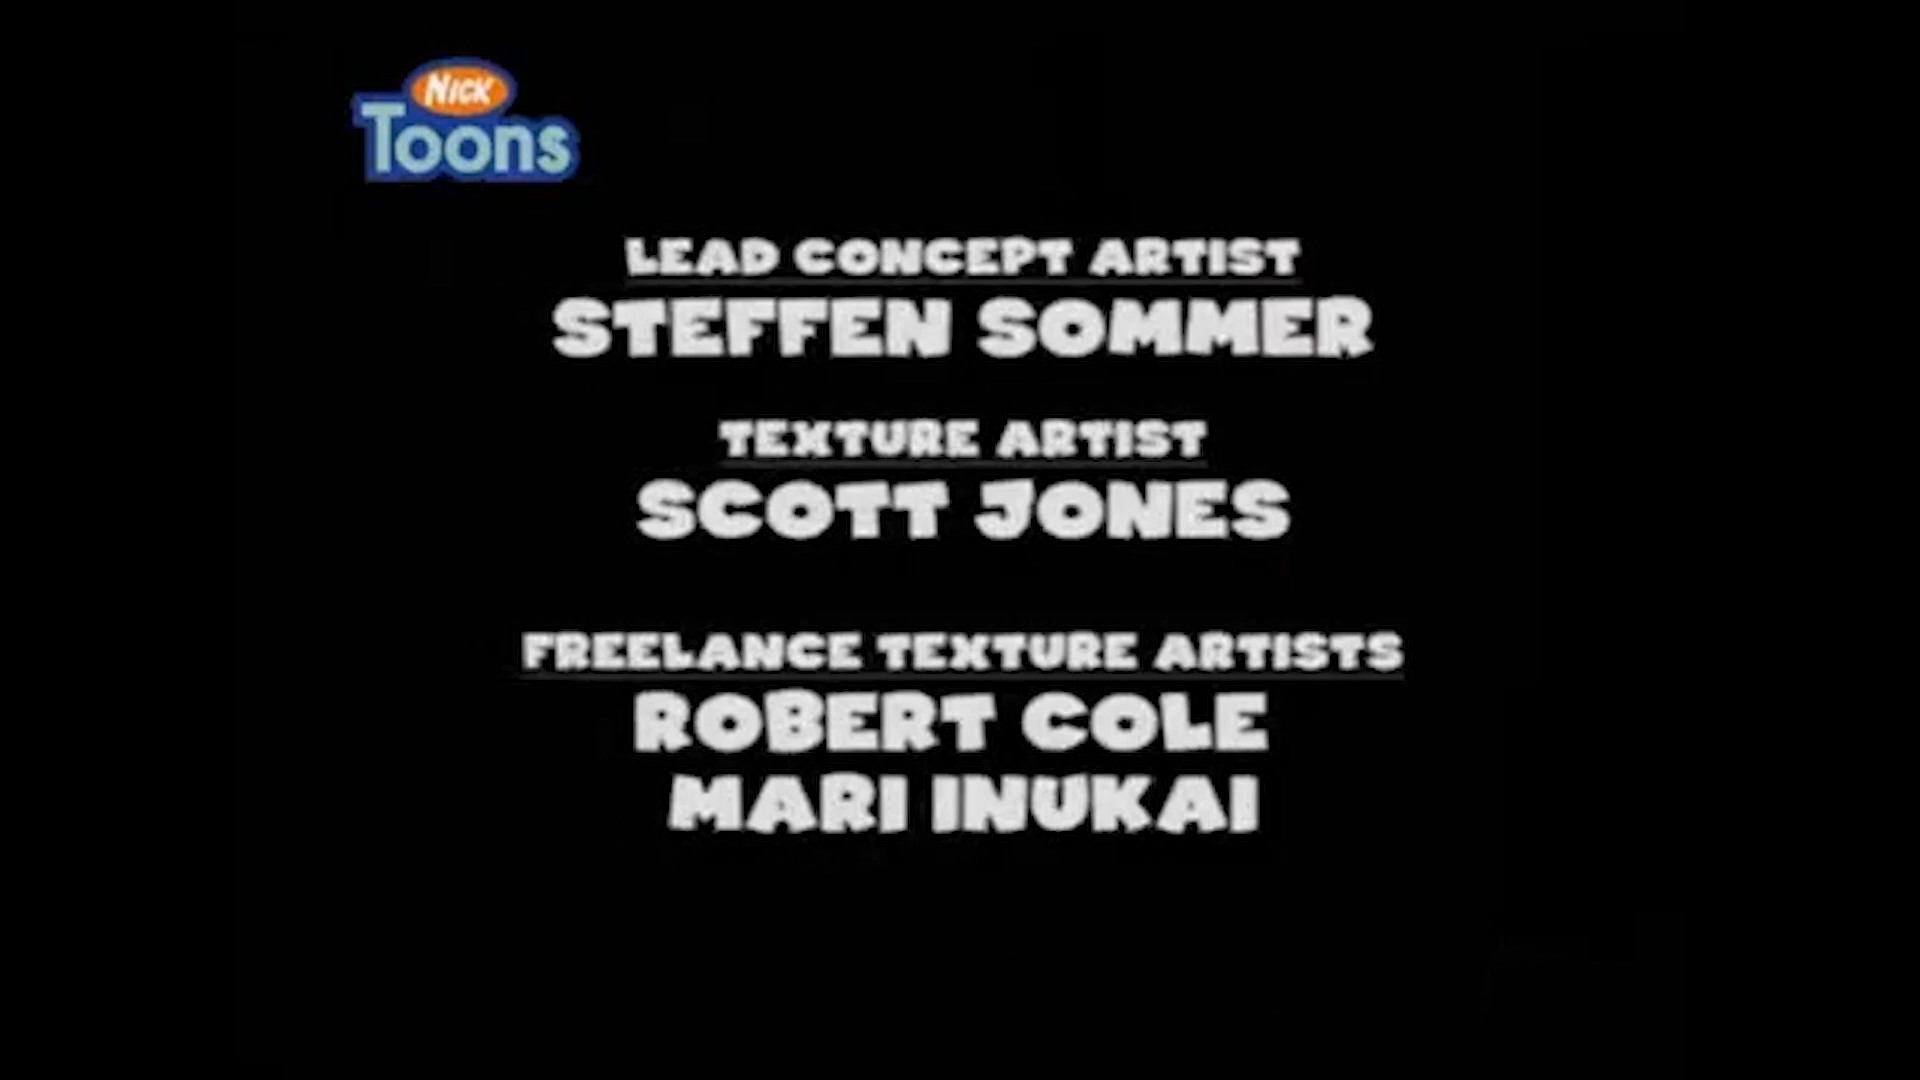 NICK
Toons
LEAD CONCEPT ARTIST
STEFFEN SOMMER
TEXTURE ARTIST
SCOTT JONES
FREELANCE TEXTURE ARTISTS
ROBERT COLE
MARI INUKAI